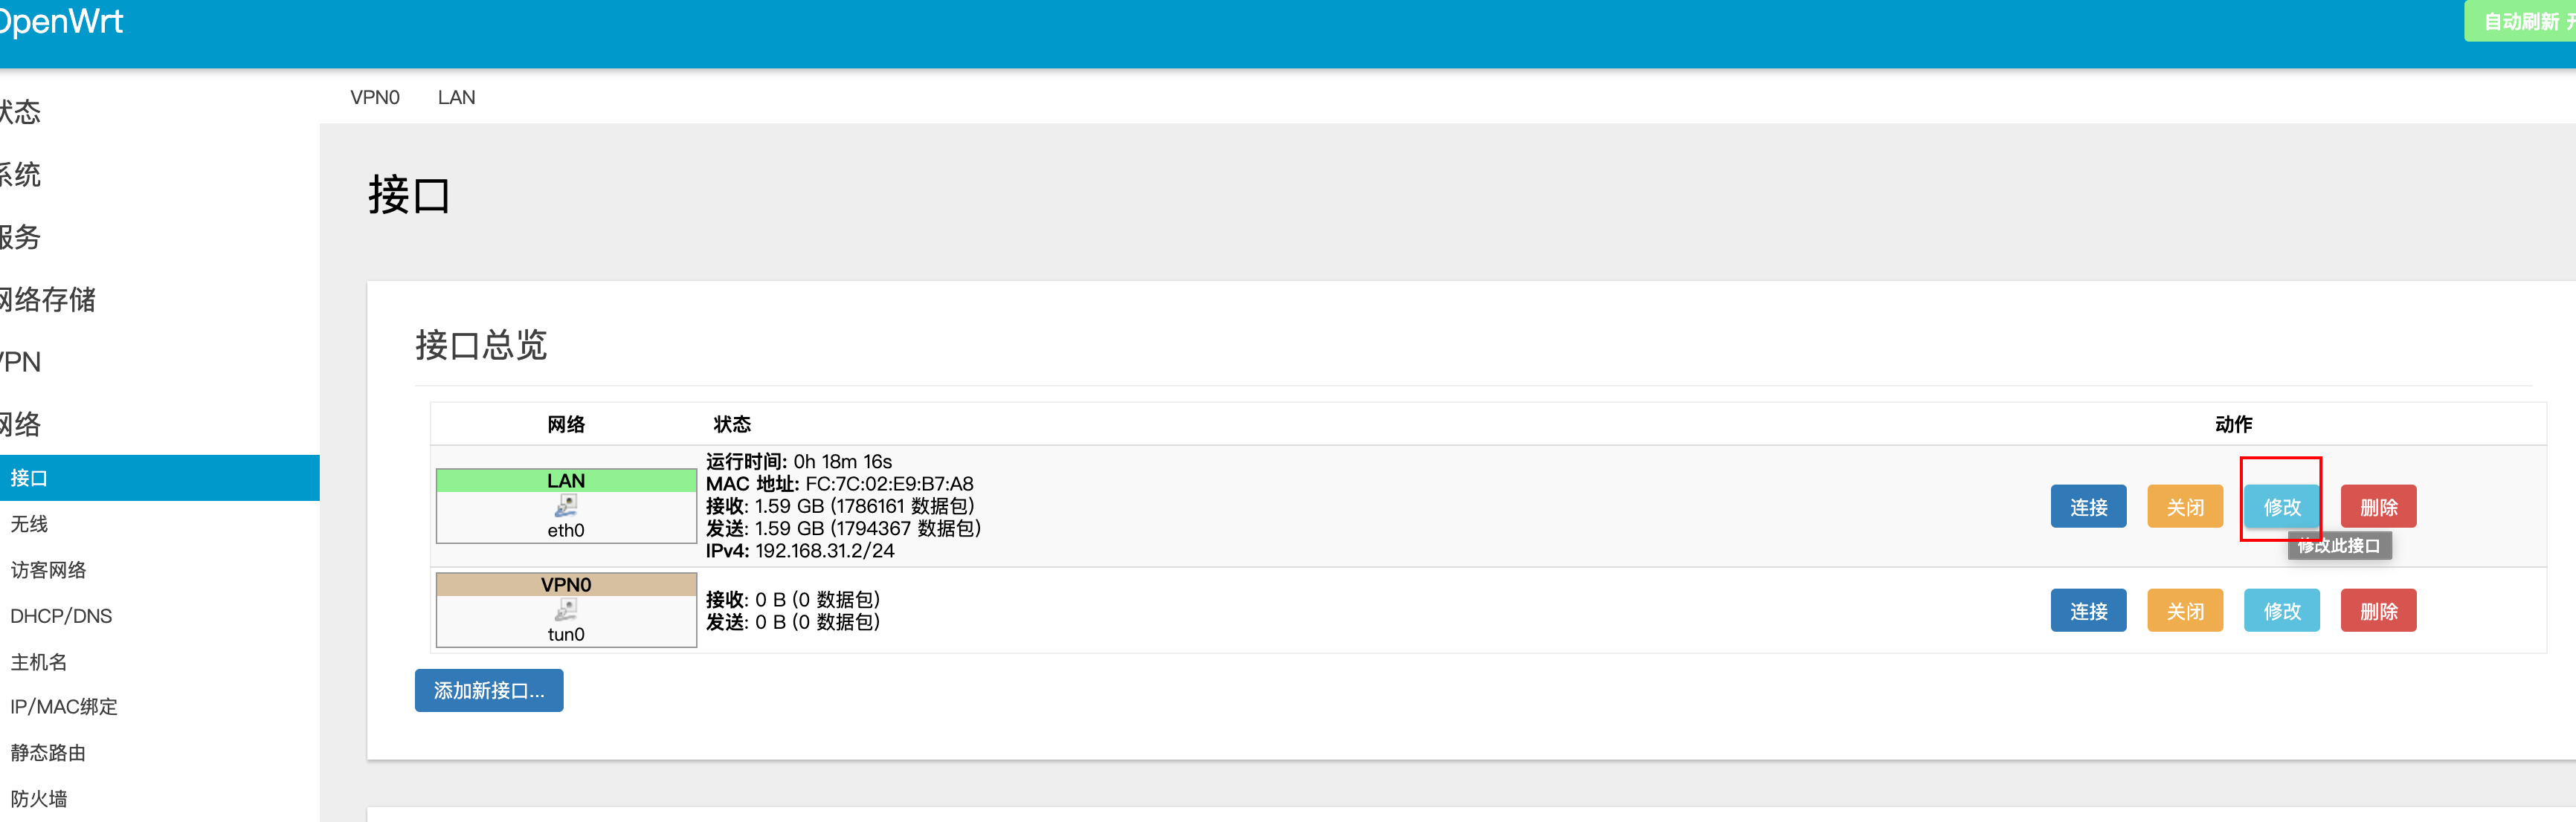 OpenWrt
自动刷新 开
状态
系统
服务
网络存储
VPN
网络
接口
无线
访客网络
DHCP/DNS
主机名
IP/MAC绑定
静态路由
防火墙
VPN0 LAN
接口
接口总览
网络 状态 动作
LAN
eth0
运行时间: 0h 18m 16s
MAC 地址: FC:7C:02:E9:B7:A8
接收: 1.59 GB (1786161 数据包)
发送: 1.59 GB (1794367 数据包)
IPv4: 192.168.31.2/24
连接 关闭 修改 删除
修改此接口
VPN0
tun0
接收: 0 B (0 数据包)
发送: 0 B (0 数据包)
连接 关闭 修改 删除
添加新接口...